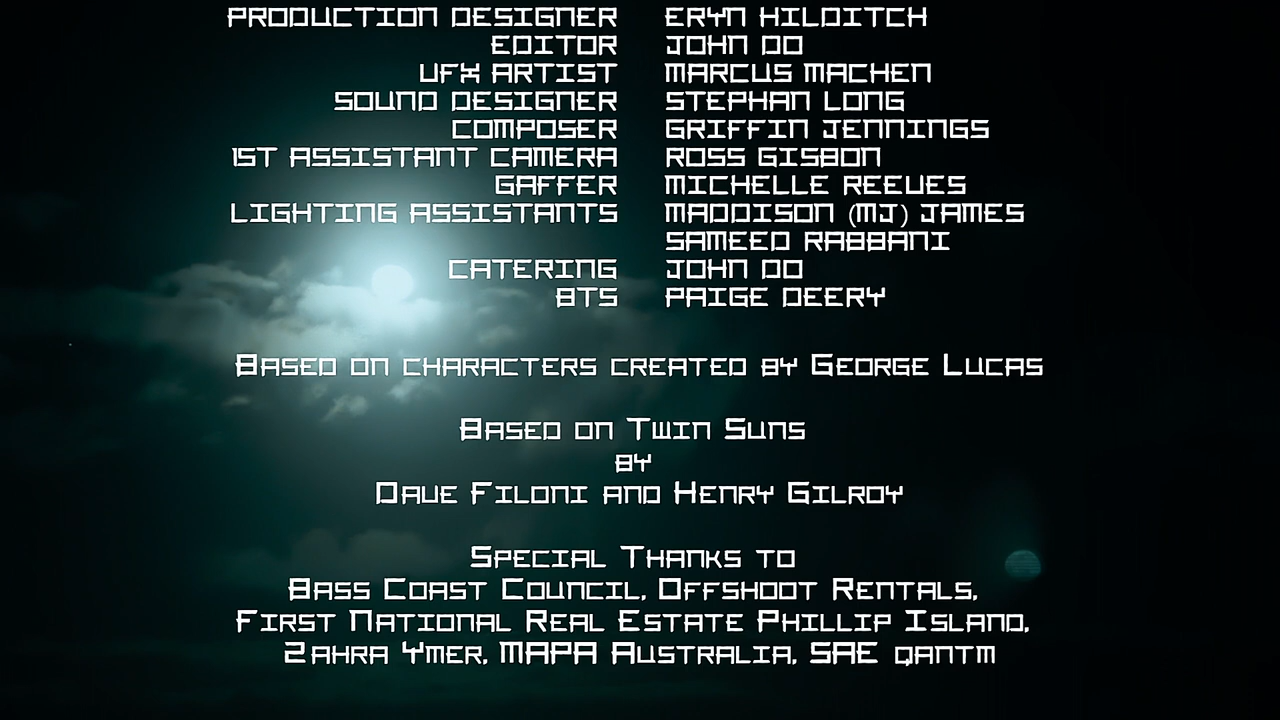 PRODUCTION DESIGNER ERYN HILDITCH
EDITOR JOHN DO
VFX ARTIST MARCUS MACHEN
SOUND DESIGNER STEPHAN LONG
COMPOSER GRIFFIN JENNINGS
1ST ASSISTANT CAMERA ROSS GISBON
GAFFER MICHELLE REEVES
LIGHTING ASSISTANTS MADDISON (MJ) JAMES
SAMEED RABBANI
CATERING JOHN DO
BTS PAIGE DEERY
BASED ON CHARACTERS CREATED BY GEORGE LUCAS
BASED ON TWIN SUNS
BY
DAVE FILONI AND HENRY GILROY
SPECIAL THANKS TO
BASS COAST COUNCIL, OFFSHOOT RENTALS,
FIRST NATIONAL REAL ESTATE PHILLIP ISLAND,
ZAHRA YMER, MAPA AUSTRALIA, SAE QANTM